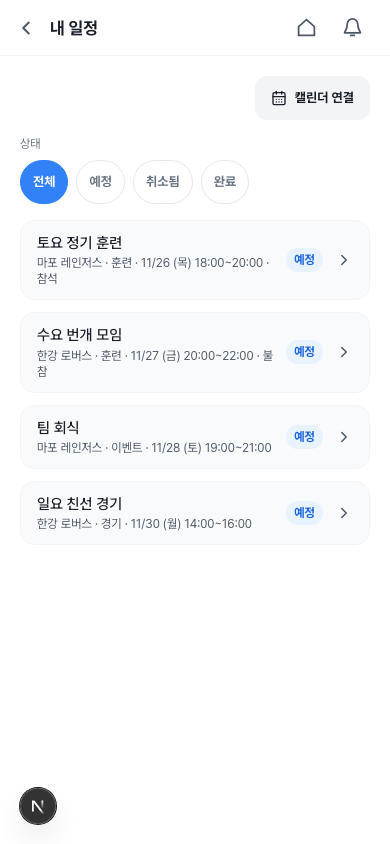 내 일정
캘린더 연결
상태
전체
예정
취소됨
완료
토요 정기 훈련
마포 레인저스 · 훈련 · 11/26 (목) 18:00~20:00 ·
참석
예정
수요 번개 모임
한강 로버스 · 훈련 · 11/27 (금) 20:00~22:00 · 불
참
예정
팀 회식
마포 레인저스 · 이벤트 · 11/28 (토) 19:00~21:00
예정
일요 친선 경기
한강 로버스 · 경기 · 11/30 (월) 14:00~16:00
예정
N